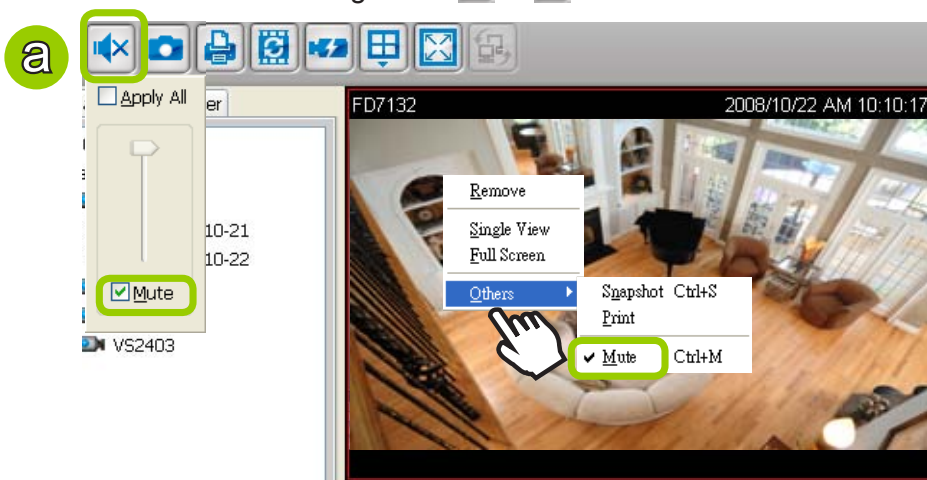 a
Apply All
er
FD7132
2008/10/22 AM 10:10:17
Remove
Single View
10-21
Full Screen
10-22
Others
Snapshot Ctrl+S
Print
Mute
Mute Ctrl+M
VS2403